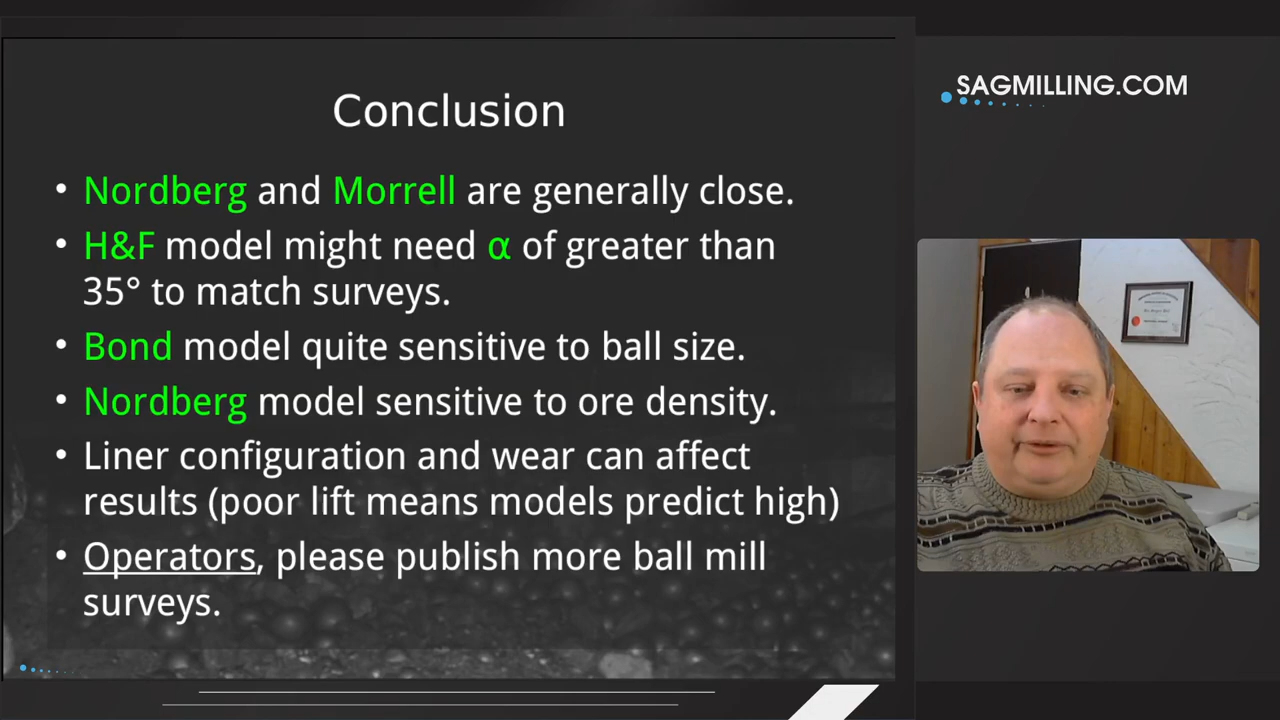 Conclusion
• Nordberg and Morrell are generally close.
• H&F model might need α of greater than
35° to match surveys.
• Bond model quite sensitive to ball size.
• Nordberg model sensitive to ore density.
• Liner configuration and wear can affect
results (poor lift means models predict high)
• Operators, please publish more ball mill
surveys.
SAGMILLING.COM